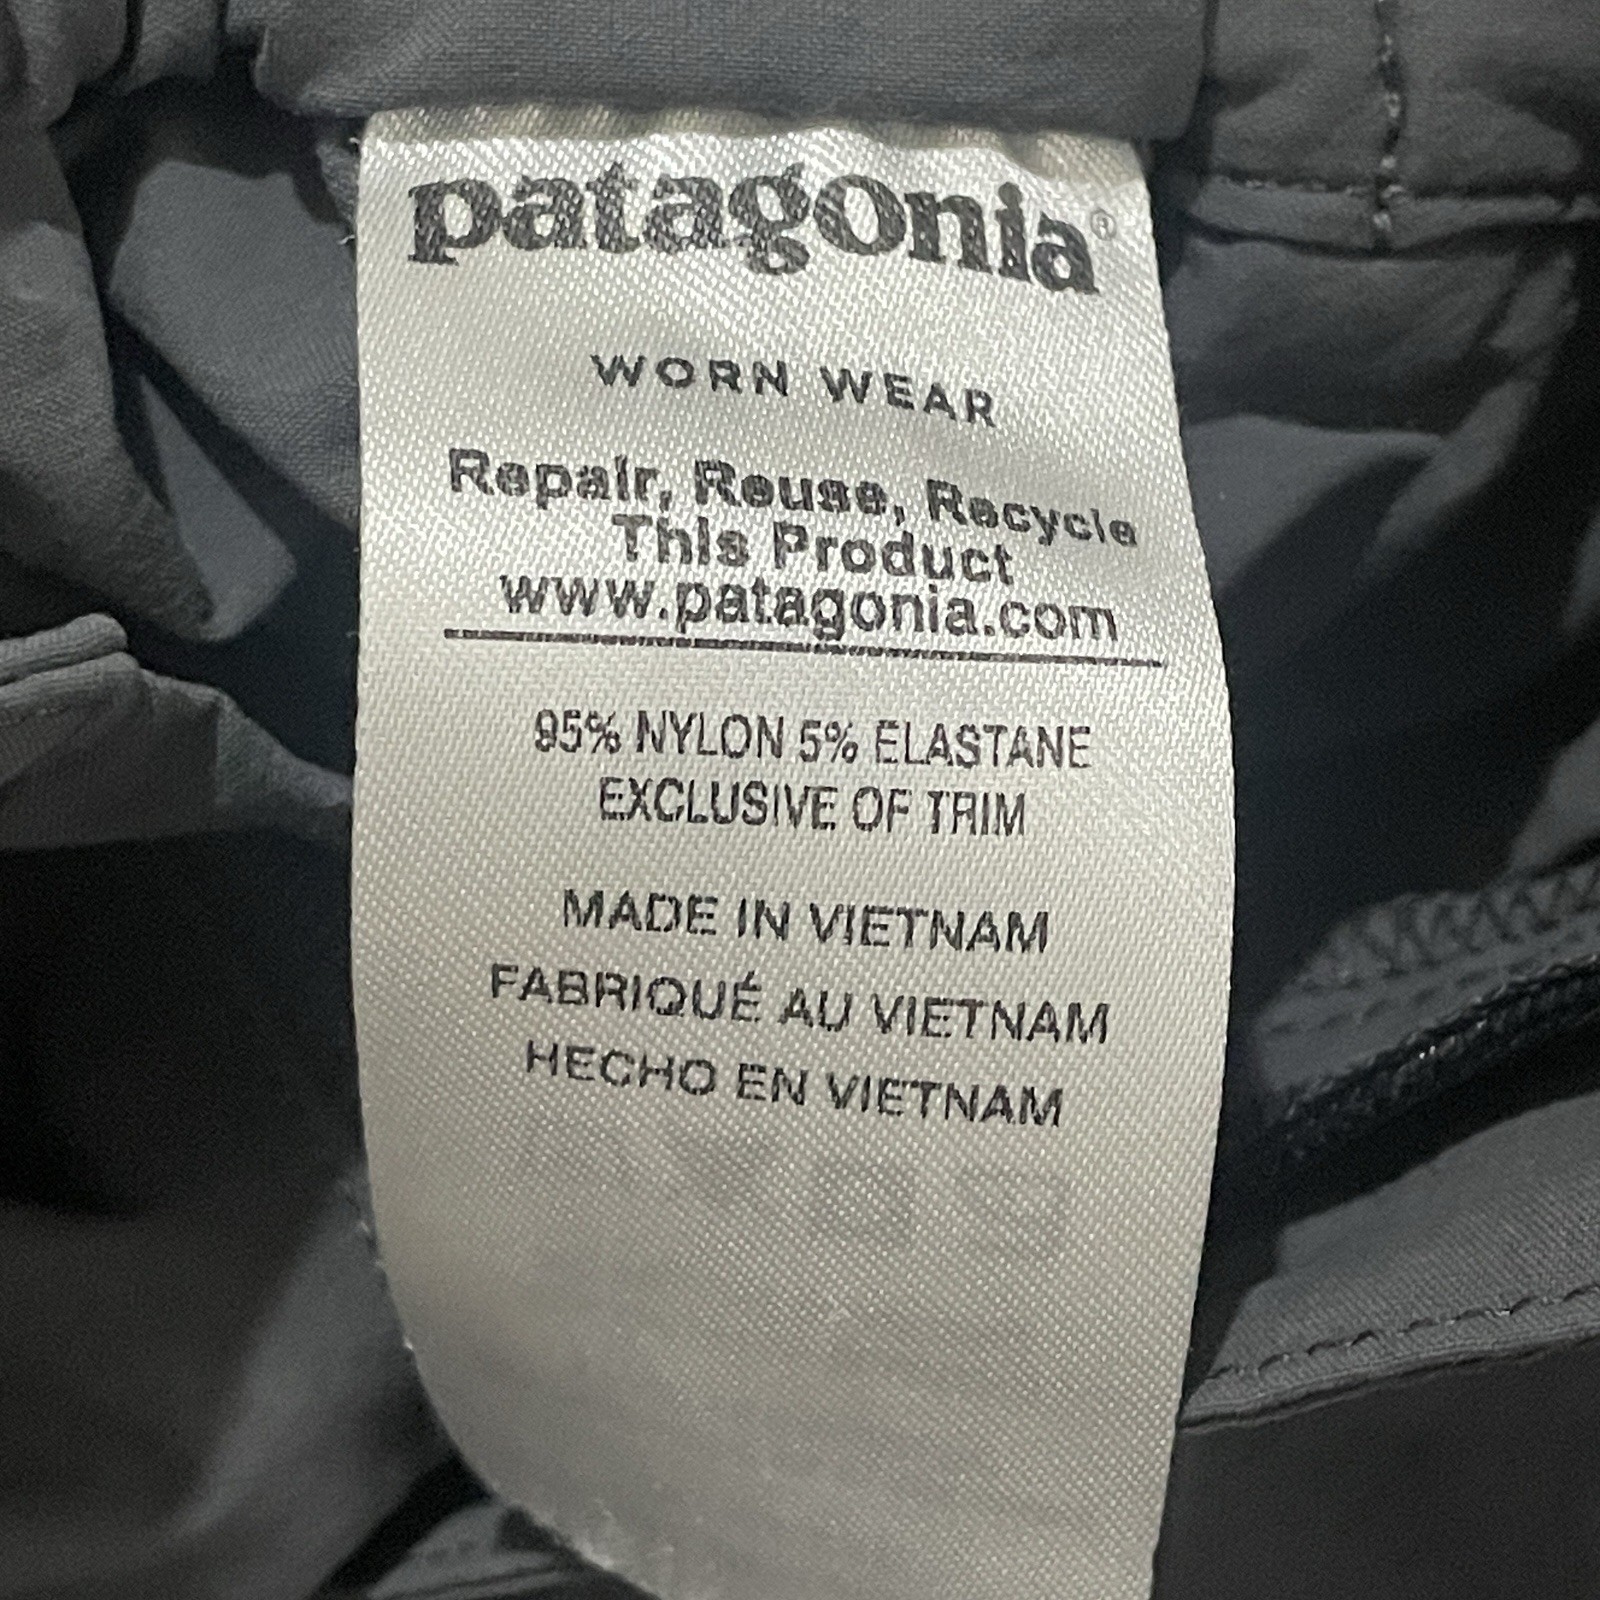 patagonia®
WORN WEAR
Repair, Reuse, Recycle
This Product
www.patagonia.com
95% NYLON 5% ELASTANE
EXCLUSIVE OF TRIM
MADE IN VIETNAM
FABRIQUÉ AU VIETNAM
HECHO EN VIETNAM